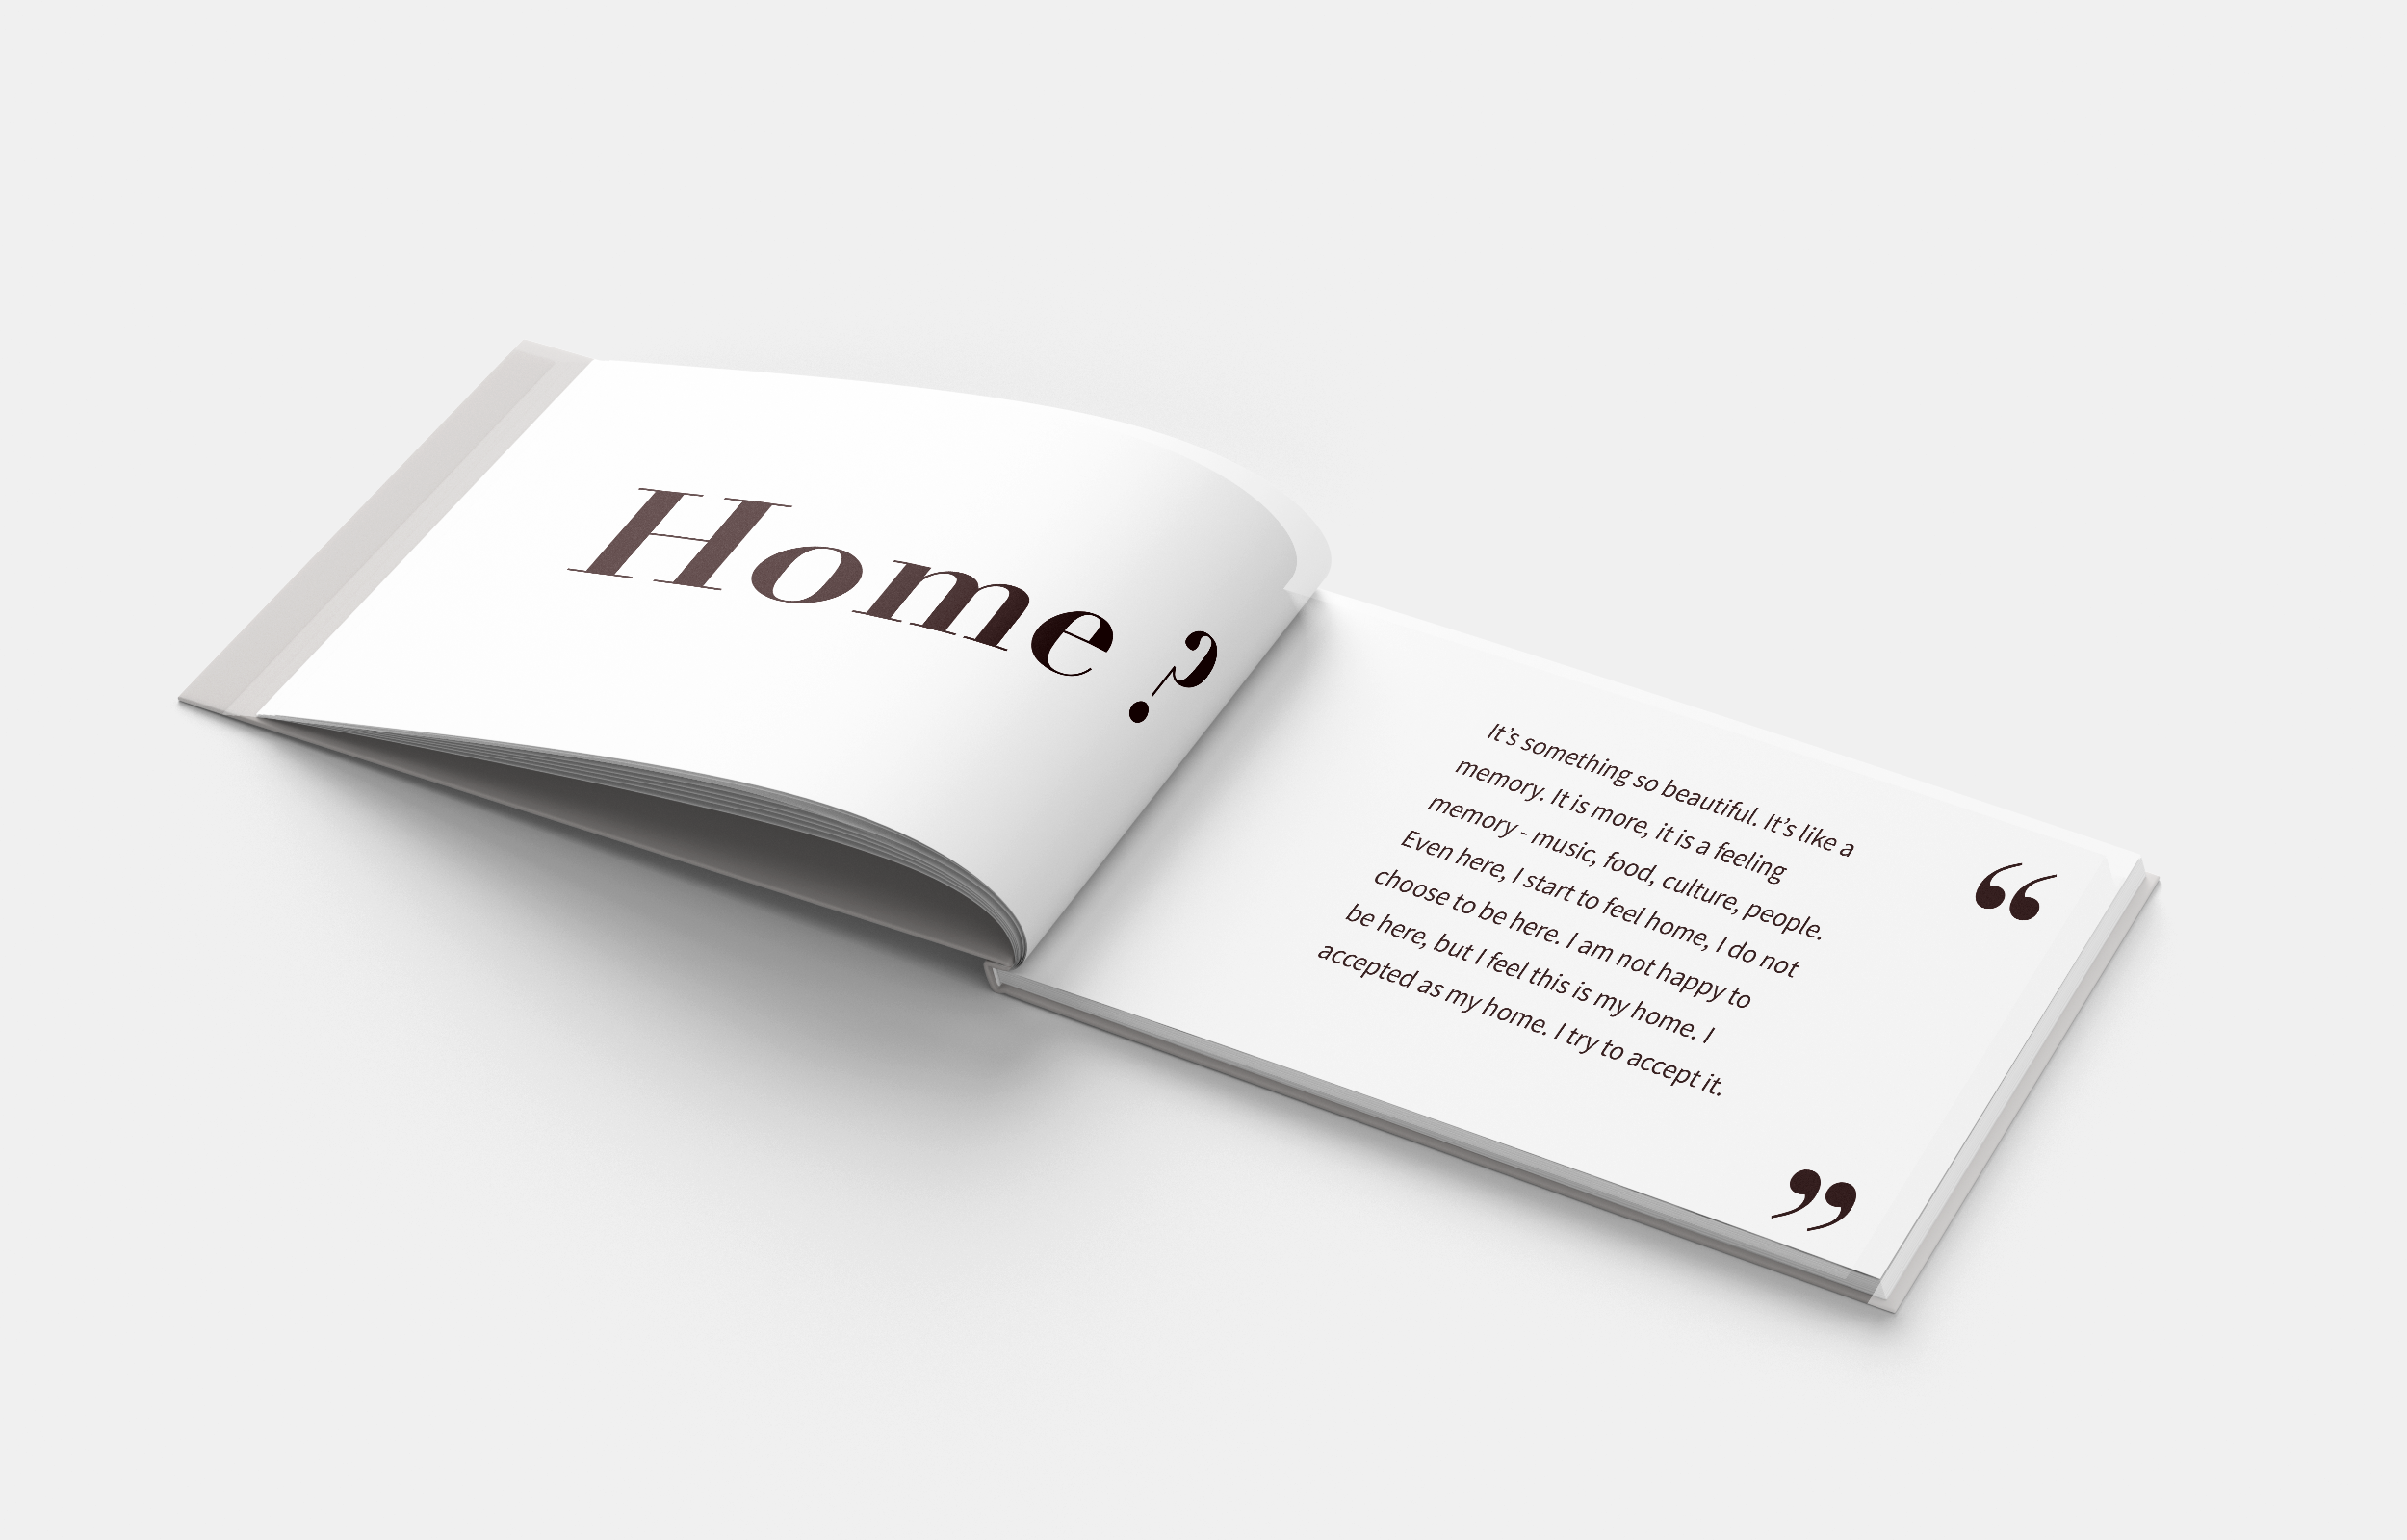 Home ?
It’s something so beautiful. It’s like a
memory. It is more, it is a feeling
memory - music, food, culture, people.
Even here, I start to feel home, I do not
choose to be here. I am not happy to
be here, but I feel this is my home. I
accepted as my home. I try to accept it.
“
”